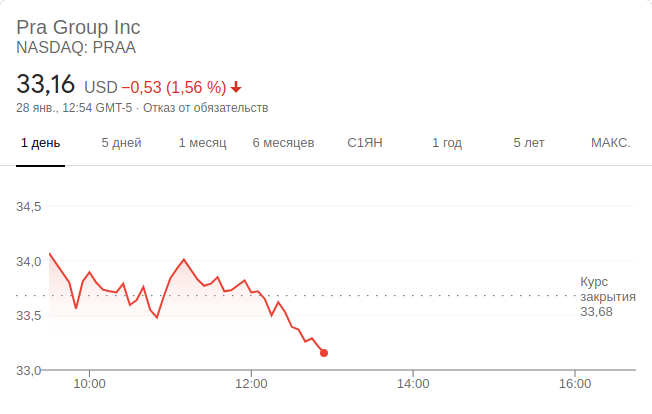 Pra Group Inc
NASDAQ: PRAA
33,16 USD −0,53 (1,56 %)
28 янв., 12:54 GMT-5 · Отказ от обязательств
1 день 5 дней 1 месяц 6 месяцев С1ЯН 1 год 5 лет МАКС.
34,5
34,0
33,5
33,0
Курс
закрытия
33,68
10:00 12:00 14:00 16:00